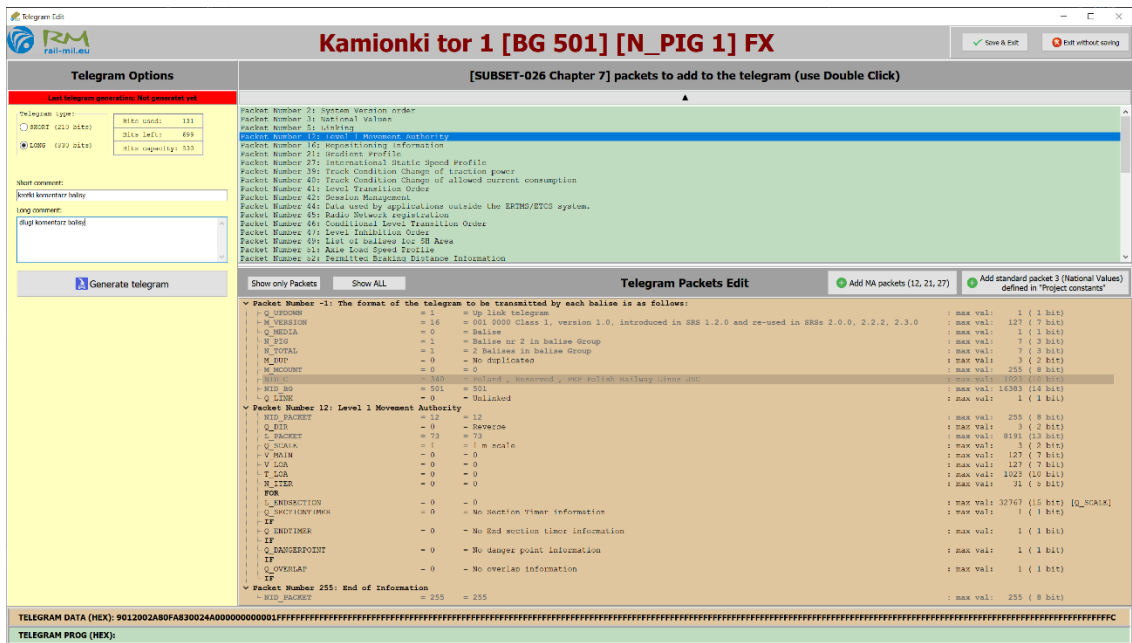 Telegram Edit
RM
rail-mil.eu
Kamionki tor 1 [BG 501] [N_PIG 1] FX
Save & Exit
Exit without saving
Telegram Options
[SUBSET-026 Chapter 7] packets to add to the telegram (use Double Click)
Last telegram generation: Not generatet yet
Telegram type:
SHORT (210 bits)
LONG (830 bits)
Bits used: 131
Bits left: 699
Bits capacity: 830
Short comment:
krótki komentarz balisy
Long comment:
długi komentarz balisy
Generate telegram
Packet Number 2: System Version order
Packet Number 3: National Values
Packet Number 5: Linking
Packet Number 12: Level 1 Movement Authority
Packet Number 16: Repositioning Information
Packet Number 21: Gradient Profile
Packet Number 27: International Static Speed Profile
Packet Number 39: Track Condition Change of traction power
Packet Number 40: Track Condition Change of allowed current consumption
Packet Number 41: Level Transition Order
Packet Number 42: Session Management
Packet Number 44: Data used by applications outside the ERTMS/ETCS system.
Packet Number 45: Radio Network registration
Packet Number 46: Conditional Level Transition Order
Packet Number 47: Level Inhibition Order
Packet Number 49: List of balises for SH Area
Packet Number 51: Axle Load Speed Profile
Packet Number 52: Permitted Braking Distance Information
Show only Packets
Show ALL
Telegram Packets Edit
Add MA packets (12, 21, 27)
Add standard packet 3 (National Values) defined in "Project constants"
Packet Number -1: The format of the telegram to be transmitted by each balise is as follows:
Q_UPDOWN = 1 = Up link telegram : max val: 1 ( 1 bit)
M_VERSION = 16 = 001 0000 Class 1, version 1.0, introduced in SRS 1.2.0 and re-used in SRSs 2.0.0, 2.2.2, 2.3.0 : max val: 127 ( 7 bit)
Q_MEDIA = 0 = Balise : max val: 1 ( 1 bit)
N_PIG = 1 = Balise nr 2 in balise Group : max val: 7 ( 3 bit)
N_TOTAL = 1 = 2 Balises in balise Group : max val: 7 ( 3 bit)
M_DUP = 0 = No duplicates : max val: 3 ( 2 bit)
M_MCOUNT = 0 = 0 : max val: 255 ( 8 bit)
NID_C = 340 = Poland , Reserved , PKP Polish Railway Lines JSC : max val: 1023 (10 bit)
NID_BG = 501 = 501 : max val: 16383 (14 bit)
Q_LINK = 0 = Unlinked : max val: 1 ( 1 bit)
Packet Number 12: Level 1 Movement Authority
NID_PACKET = 12 = 12 : max val: 255 ( 8 bit)
Q_DIR = 0 = Reverse : max val: 3 ( 2 bit)
L_PACKET = 73 = 73 : max val: 8191 (13 bit)
Q_SCALE = 1 = 1 m scale : max val: 3 ( 2 bit)
V_MAIN = 0 = 0 : max val: 127 ( 7 bit)
V_LOA = 0 = 0 : max val: 127 ( 7 bit)
T_LOA = 0 = 0 : max val: 1023 (10 bit)
N_ITER = 0 = 0 : max val: 31 ( 5 bit)
FOR
L_ENDSECTION = 0 = 0 : max val: 32767 (15 bit) [Q_SCALE]
Q_SECTIONTIMER = 0 = No Section Timer information : max val: 1 ( 1 bit)
IF
Q_ENDTIMER = 0 = No End section timer information : max val: 1 ( 1 bit)
IF
Q_DANGERPOINT = 0 = No danger point information : max val: 1 ( 1 bit)
IF
Q_OVERLAP = 0 = No overlap information : max val: 1 ( 1 bit)
IF
Packet Number 255: End of Information
NID_PACKET = 255 = 255 : max val: 255 ( 8 bit)
TELEGRAM DATA (HEX):
TELEGRAM PROG (HEX):